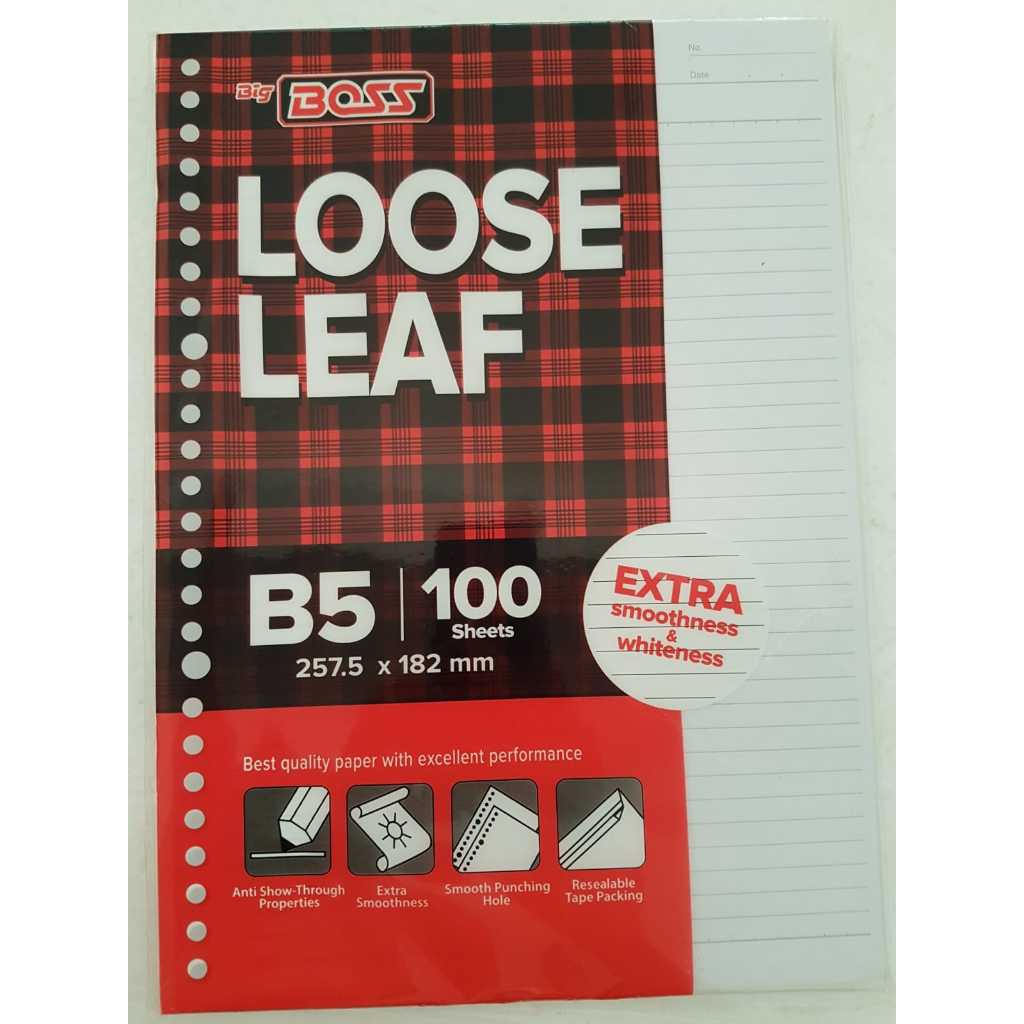 Big BOSS
No.
Date
LOOSE
LEAF
B5
100
Sheets
257.5 x 182 mm
EXTRA
smoothness
&
whiteness
Best quality paper with excellent performance
Anti Show-Through
Properties
Extra
Smoothness
Smooth Punching
Hole
Resealable
Tape Packing